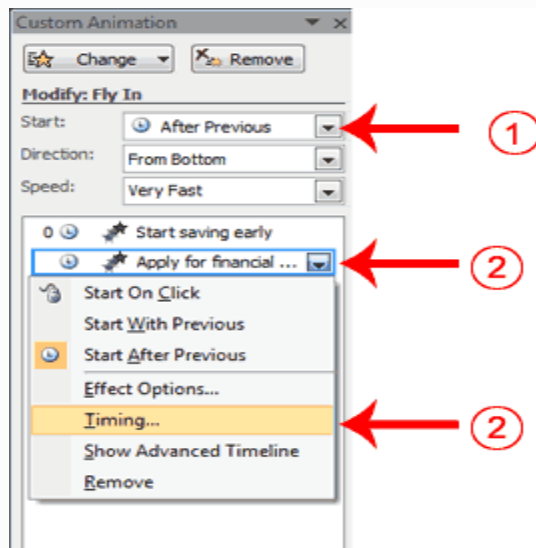 Custom Animation
Change Remove
Modify: Fly In
Start: After Previous 1
Direction: From Bottom
Speed: Very Fast
0 Start saving early
Apply for financial ... 2
Start On Click
Start With Previous
Start After Previous
Effect Options...
Timing... 2
Show Advanced Timeline
Remove